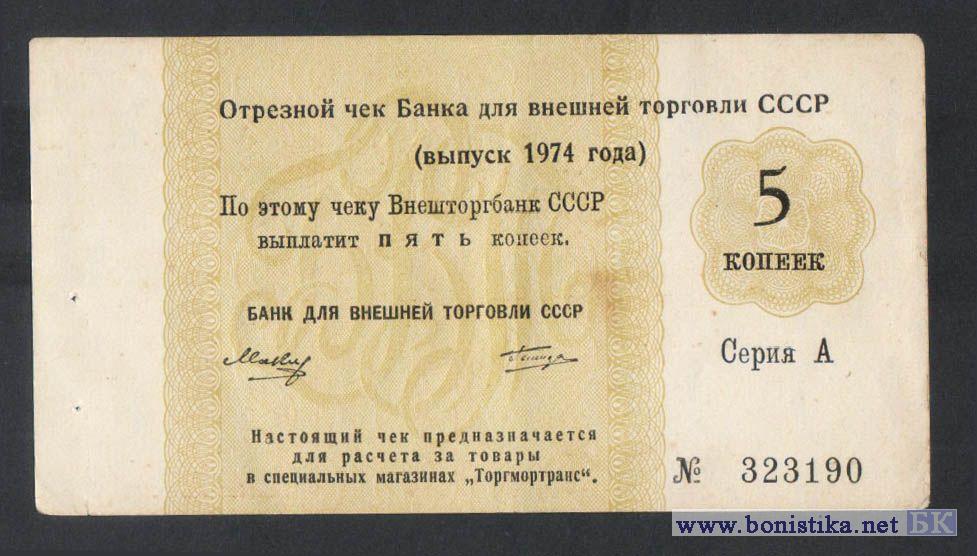 Отрезной чек Банка для внешней торговли СССР
(выпуск 1974 года)
По этому чеку Внешторгбанк СССР
выплатит пять копеек.
5
КОПЕЕК
БАНК ДЛЯ ВНЕШНЕЙ ТОРГОВЛИ СССР
Серия А
Настоящий чек предназначается
для расчета за товары
в специальных магазинах „Торгмортранс“.
№ 323190
www.bonistika.net БК